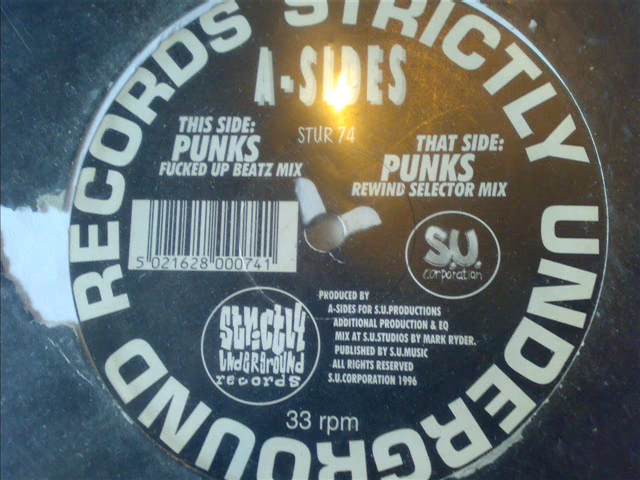 STRICTLY UNDERGROUND RECORDS
A-SIDES
STUR 74
THIS SIDE:
PUNKS
FUCKED UP BEATZ MIX
THAT SIDE:
PUNKS
REWIND SELECTOR MIX
5 021628 000741
S.U.
corporation
strictly
underground
records
PRODUCED BY
A-SIDES FOR S.U.PRODUCTIONS
ADDITIONAL PRODUCTION & EQ
MIX AT S.U.STUDIOS BY MARK RYDER.
PUBLISHED BY S.U.MUSIC
ALL RIGHTS RESERVED
S.U.CORPORATION 1996
33 rpm